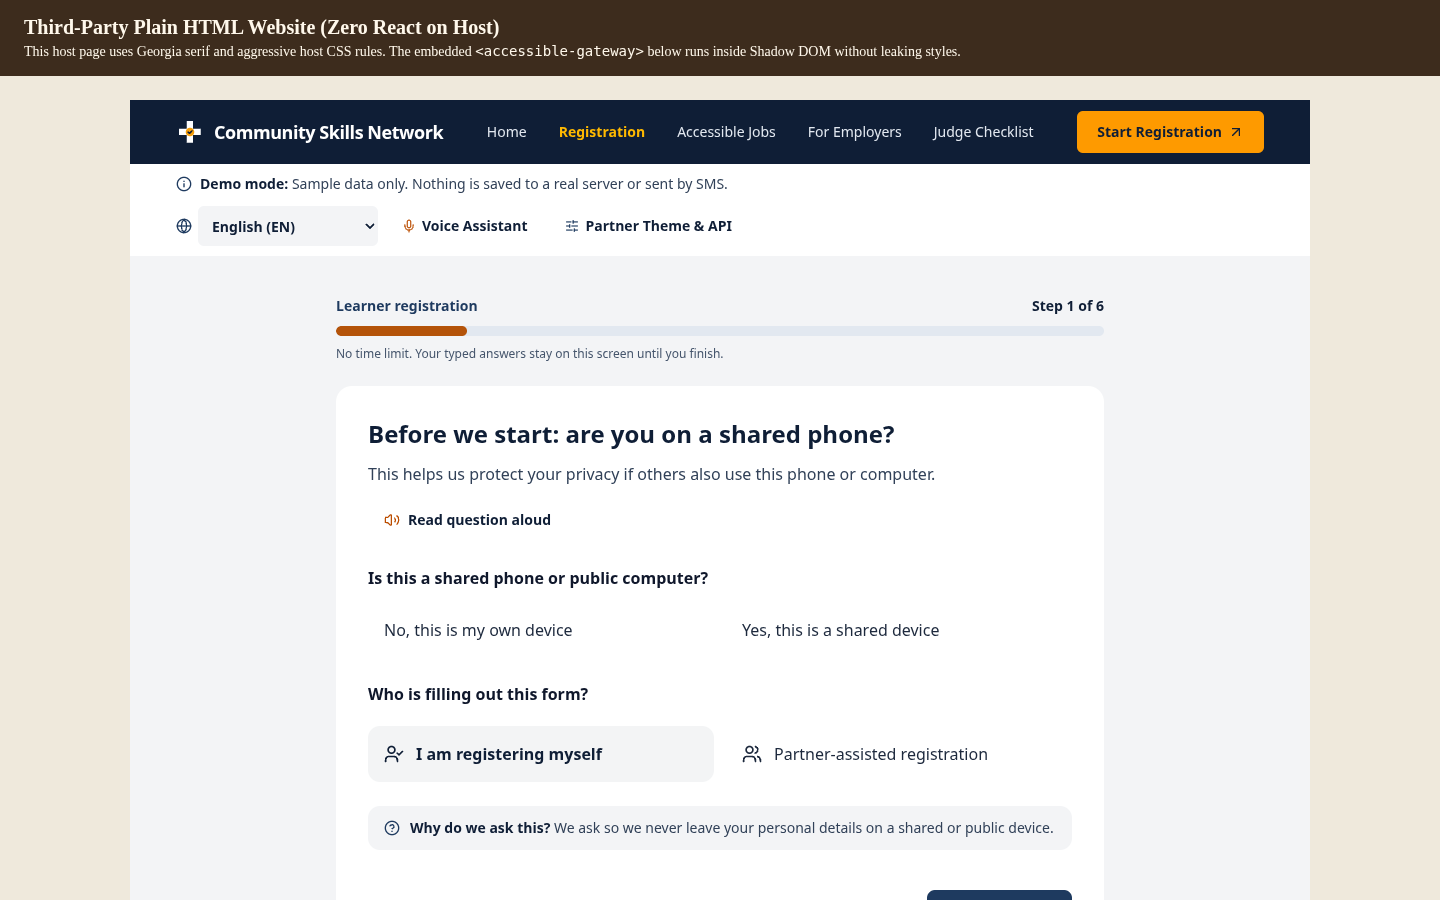 Third-Party Plain HTML Website (Zero React on Host)
This host page uses Georgia serif and aggressive host CSS rules. The embedded <accessible-gateway> below runs inside Shadow DOM without leaking styles.
Community Skills Network
Home
Registration
Accessible Jobs
For Employers
Judge Checklist
Start Registration
Demo mode: Sample data only. Nothing is saved to a real server or sent by SMS.
English (EN)
Voice Assistant
Partner Theme & API
Learner registration
Step 1 of 6
No time limit. Your typed answers stay on this screen until you finish.
Before we start: are you on a shared phone?
This helps us protect your privacy if others also use this phone or computer.
Read question aloud
Is this a shared phone or public computer?
No, this is my own device
Yes, this is a shared device
Who is filling out this form?
I am registering myself
Partner-assisted registration
Why do we ask this? We ask so we never leave your personal details on a shared or public device.